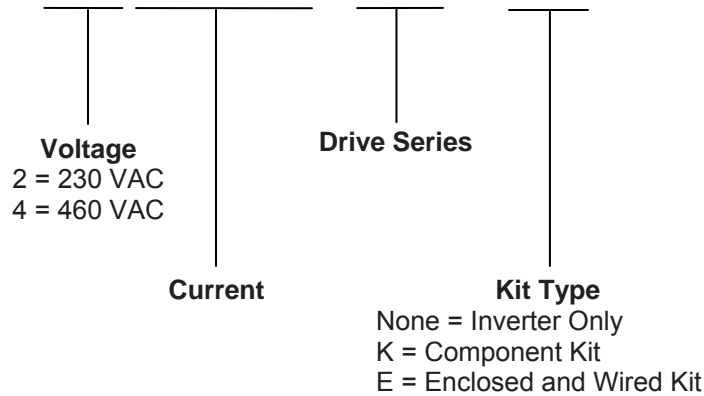 Voltage
2 = 230 VAC
4 = 460 VAC
Drive Series
Current
Kit Type
None = Inverter Only
K = Component Kit
E = Enclosed and Wired Kit